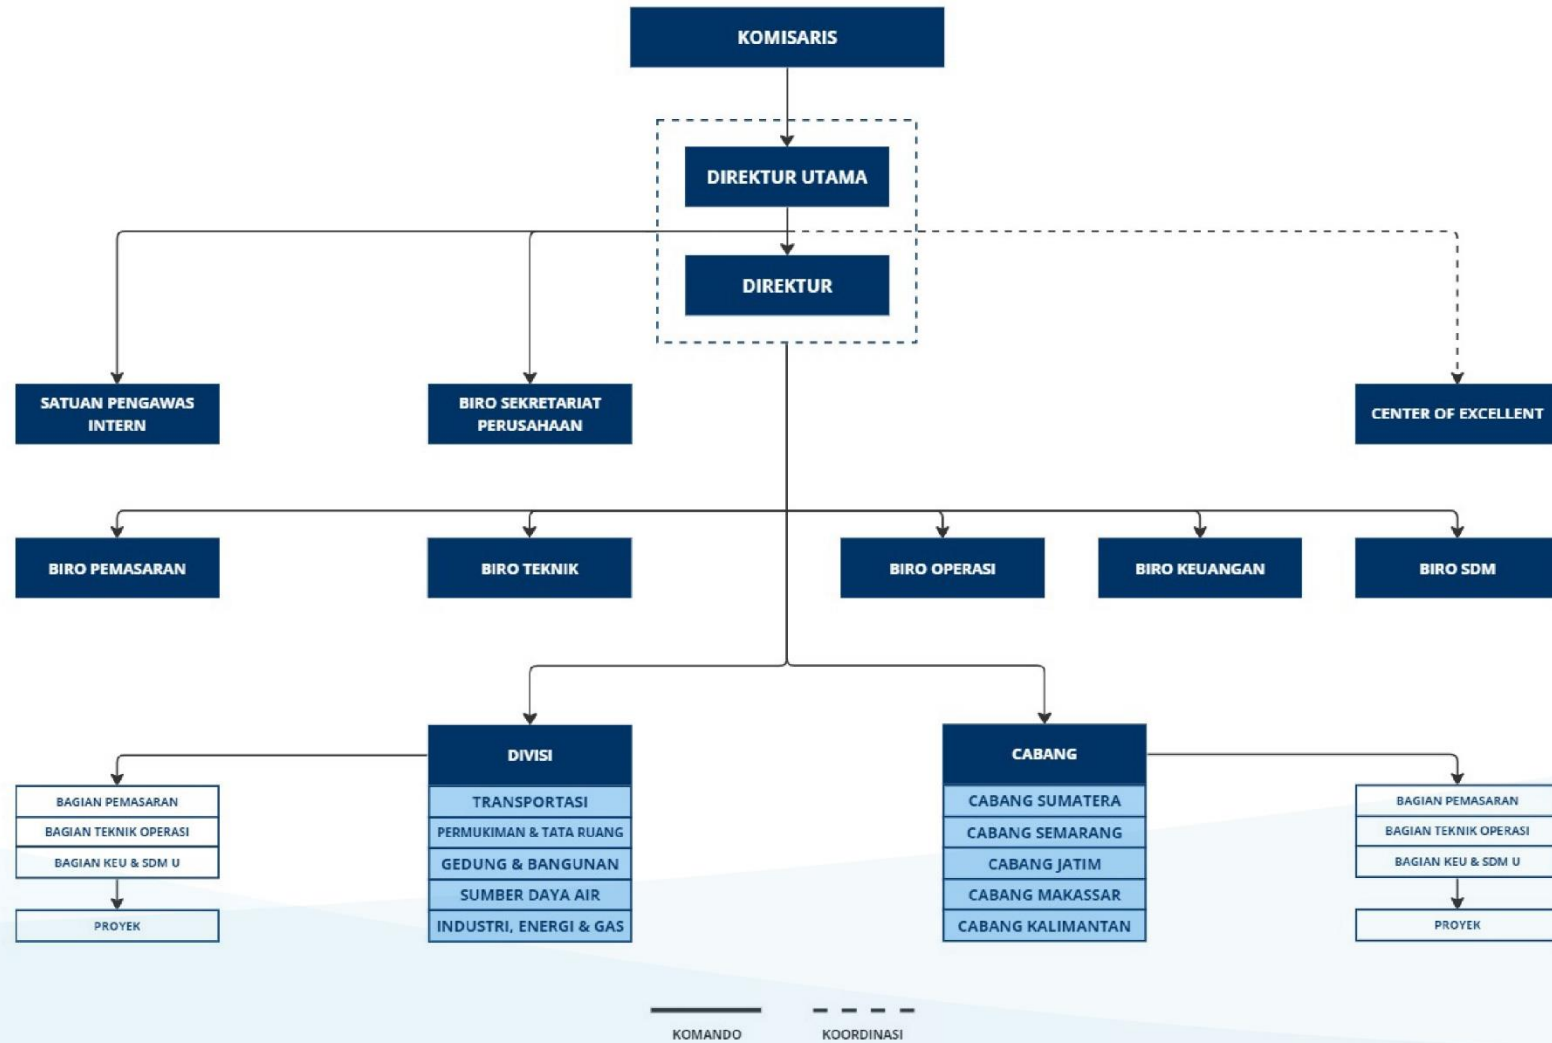 KOMISARIS
DIREKTUR UTAMA
DIREKTUR
SATUAN PENGAWAS
INTERN
BIRO SEKRETARIAT
PERUSAHAAN
CENTER OF EXCELLENT
BIRO PEMASARAN
BIRO TEKNIK
BIRO OPERASI
BIRO KEUANGAN
BIRO SDM
DIVISI
TRANSPORTASI
PERMUKIMAN & TATA RUANG
GEDUNG & BANGUNAN
SUMBER DAYA AIR
INDUSTRI, ENERGI & GAS
BAGIAN PEMASARAN
BAGIAN TEKNIK OPERASI
BAGIAN KEU & SDM U
PROYEK
CABANG
CABANG SUMATERA
CABANG SEMARANG
CABANG JATIM
CABANG MAKASSAR
CABANG KALIMANTAN
BAGIAN PEMASARAN
BAGIAN TEKNIK OPERASI
BAGIAN KEU & SDM U
PROYEK
KOMANDO
KOORDINASI